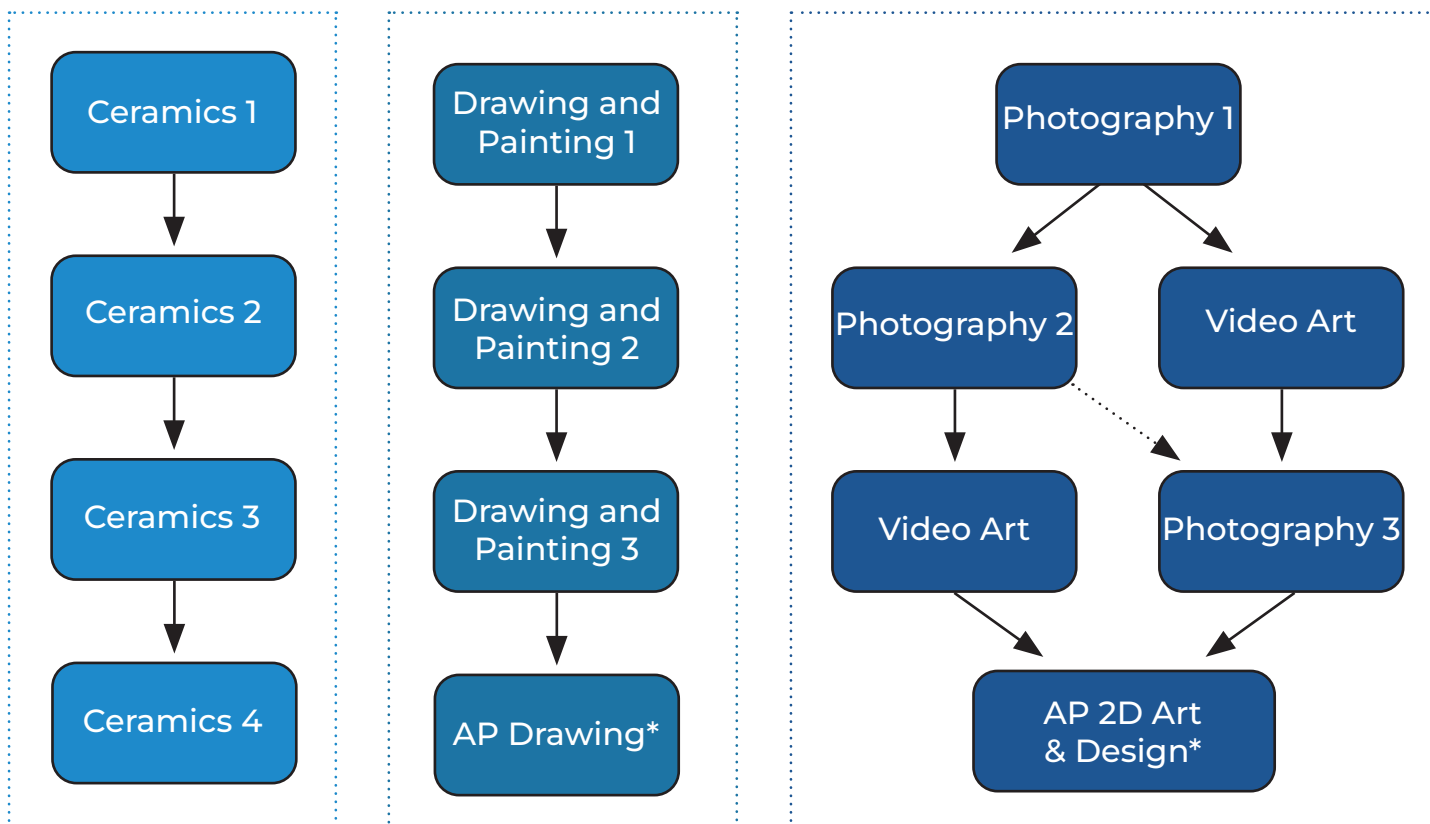 Ceramics 1
Ceramics 2
Ceramics 3
Ceramics 4
Drawing and
Painting 1
Drawing and
Painting 2
Drawing and
Painting 3
AP Drawing*
Photography 1
Photography 2
Video Art
Video Art
Photography 3
AP 2D Art
& Design*